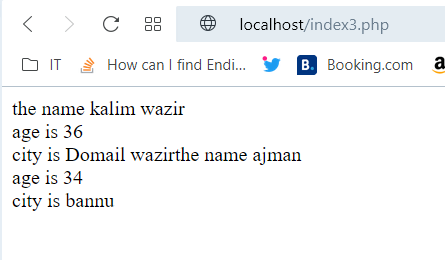 localhost/index3.php
IT How can I find Endi... B. Booking.com a
the name kalim wazir
age is 36
city is Domail wazirthe name ajman
age is 34
city is bannu